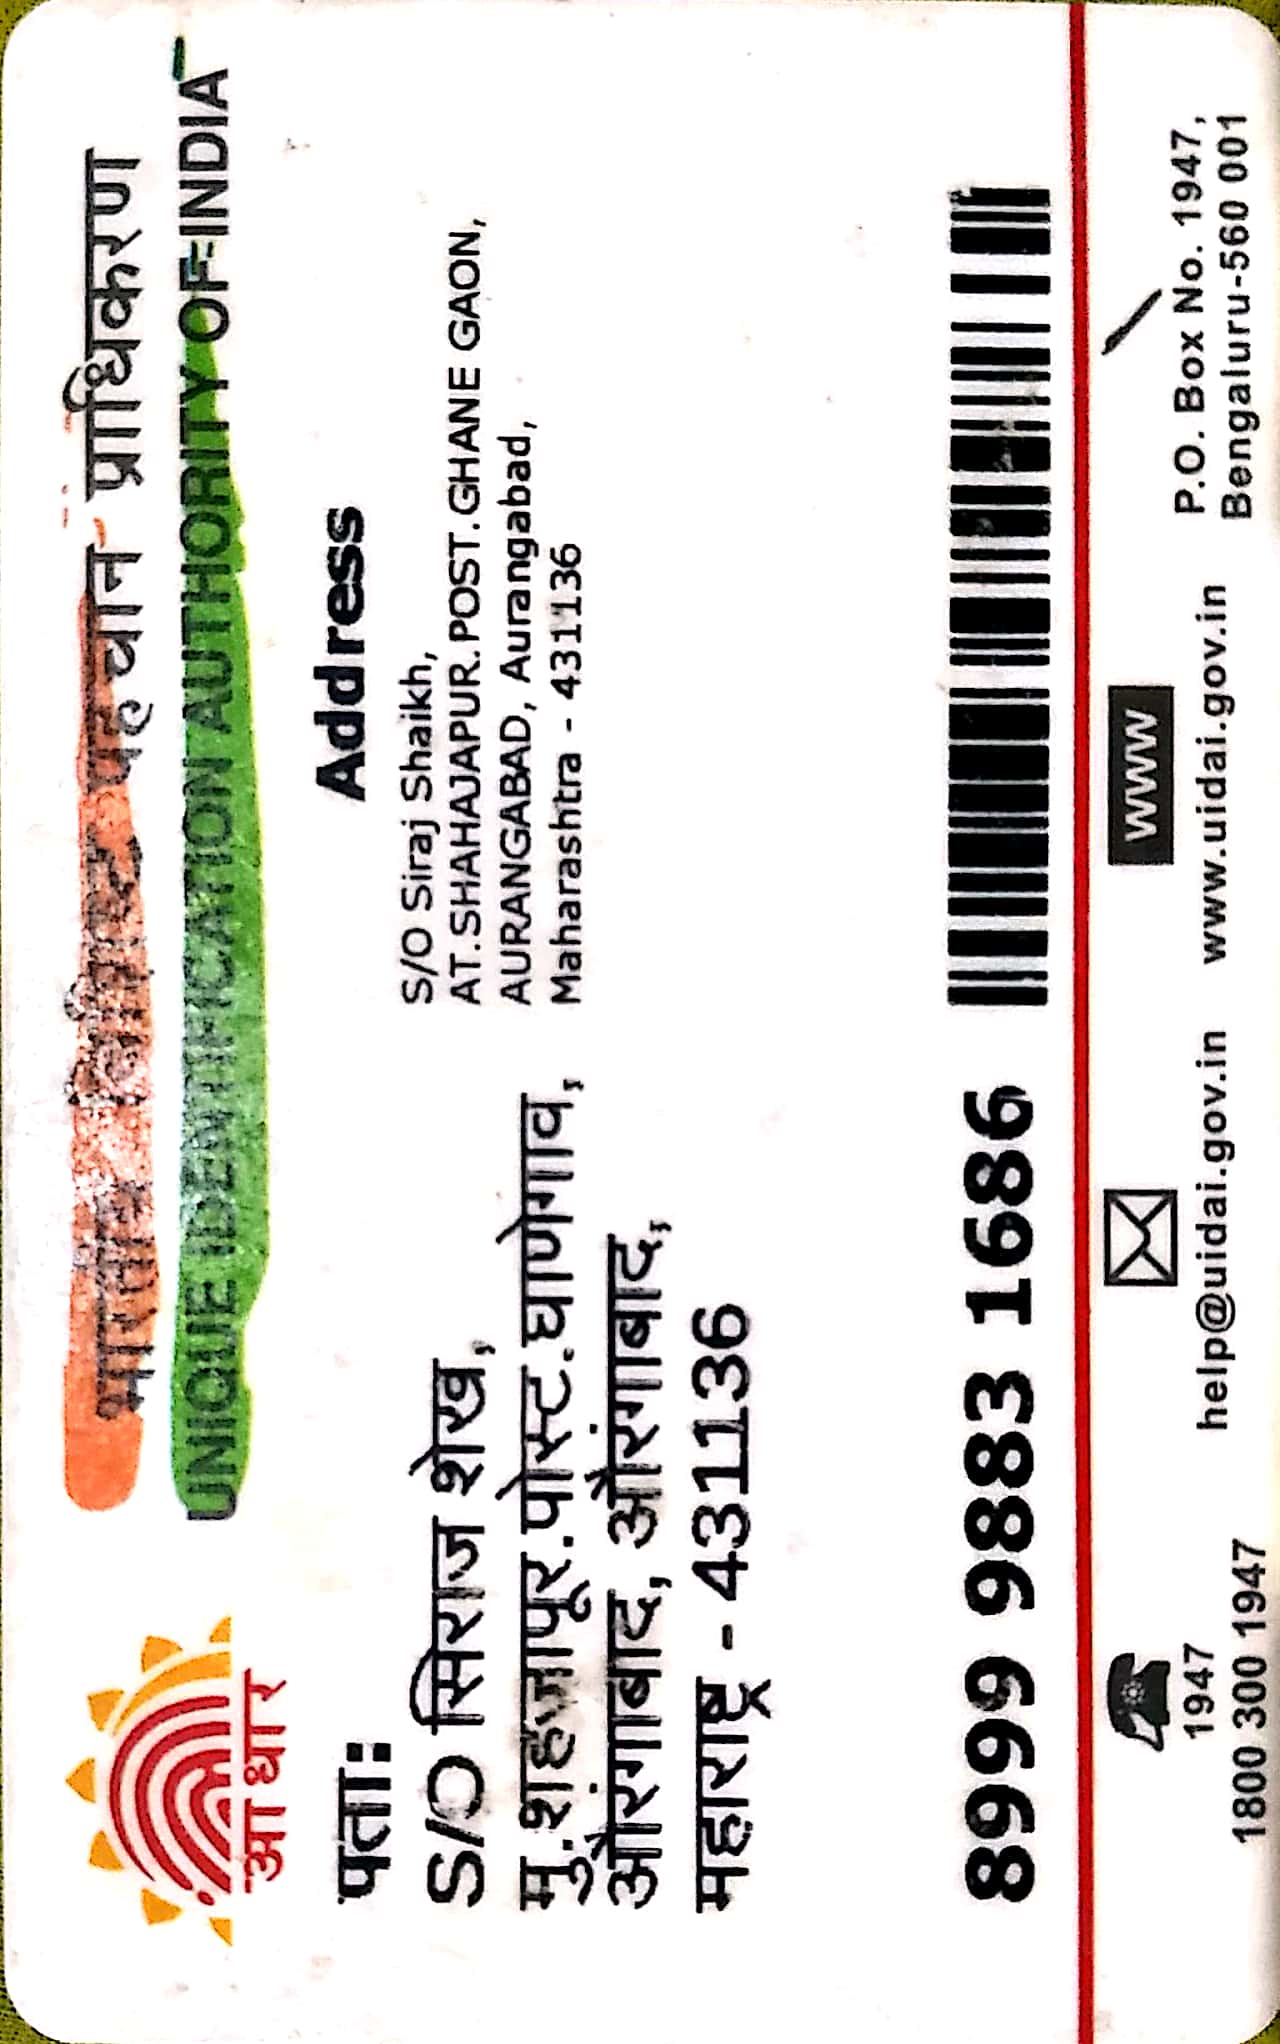 भारतीय विशिष्ट पहचान प्राधिकरण
UNIQUE IDENTIFICATION AUTHORITY OF INDIA
आधार
पताः
S/O सिराज शेख,
मु.शहजापूर.पोस्ट.घाणेगाव,
औरंगाबाद, औरंगाबाद,
महाराष्ट्र - 431136
Address
S/O Siraj Shaikh,
AT.SHAHAJAPUR.POST.GHANE GAON,
AURANGABAD, Aurangabad,
Maharashtra - 431136
8999 9883 1686
1947
1800 300 1947
help@uidai.gov.in
WWW
www.uidai.gov.in
P.O. Box No. 1947,
Bengaluru-560 001